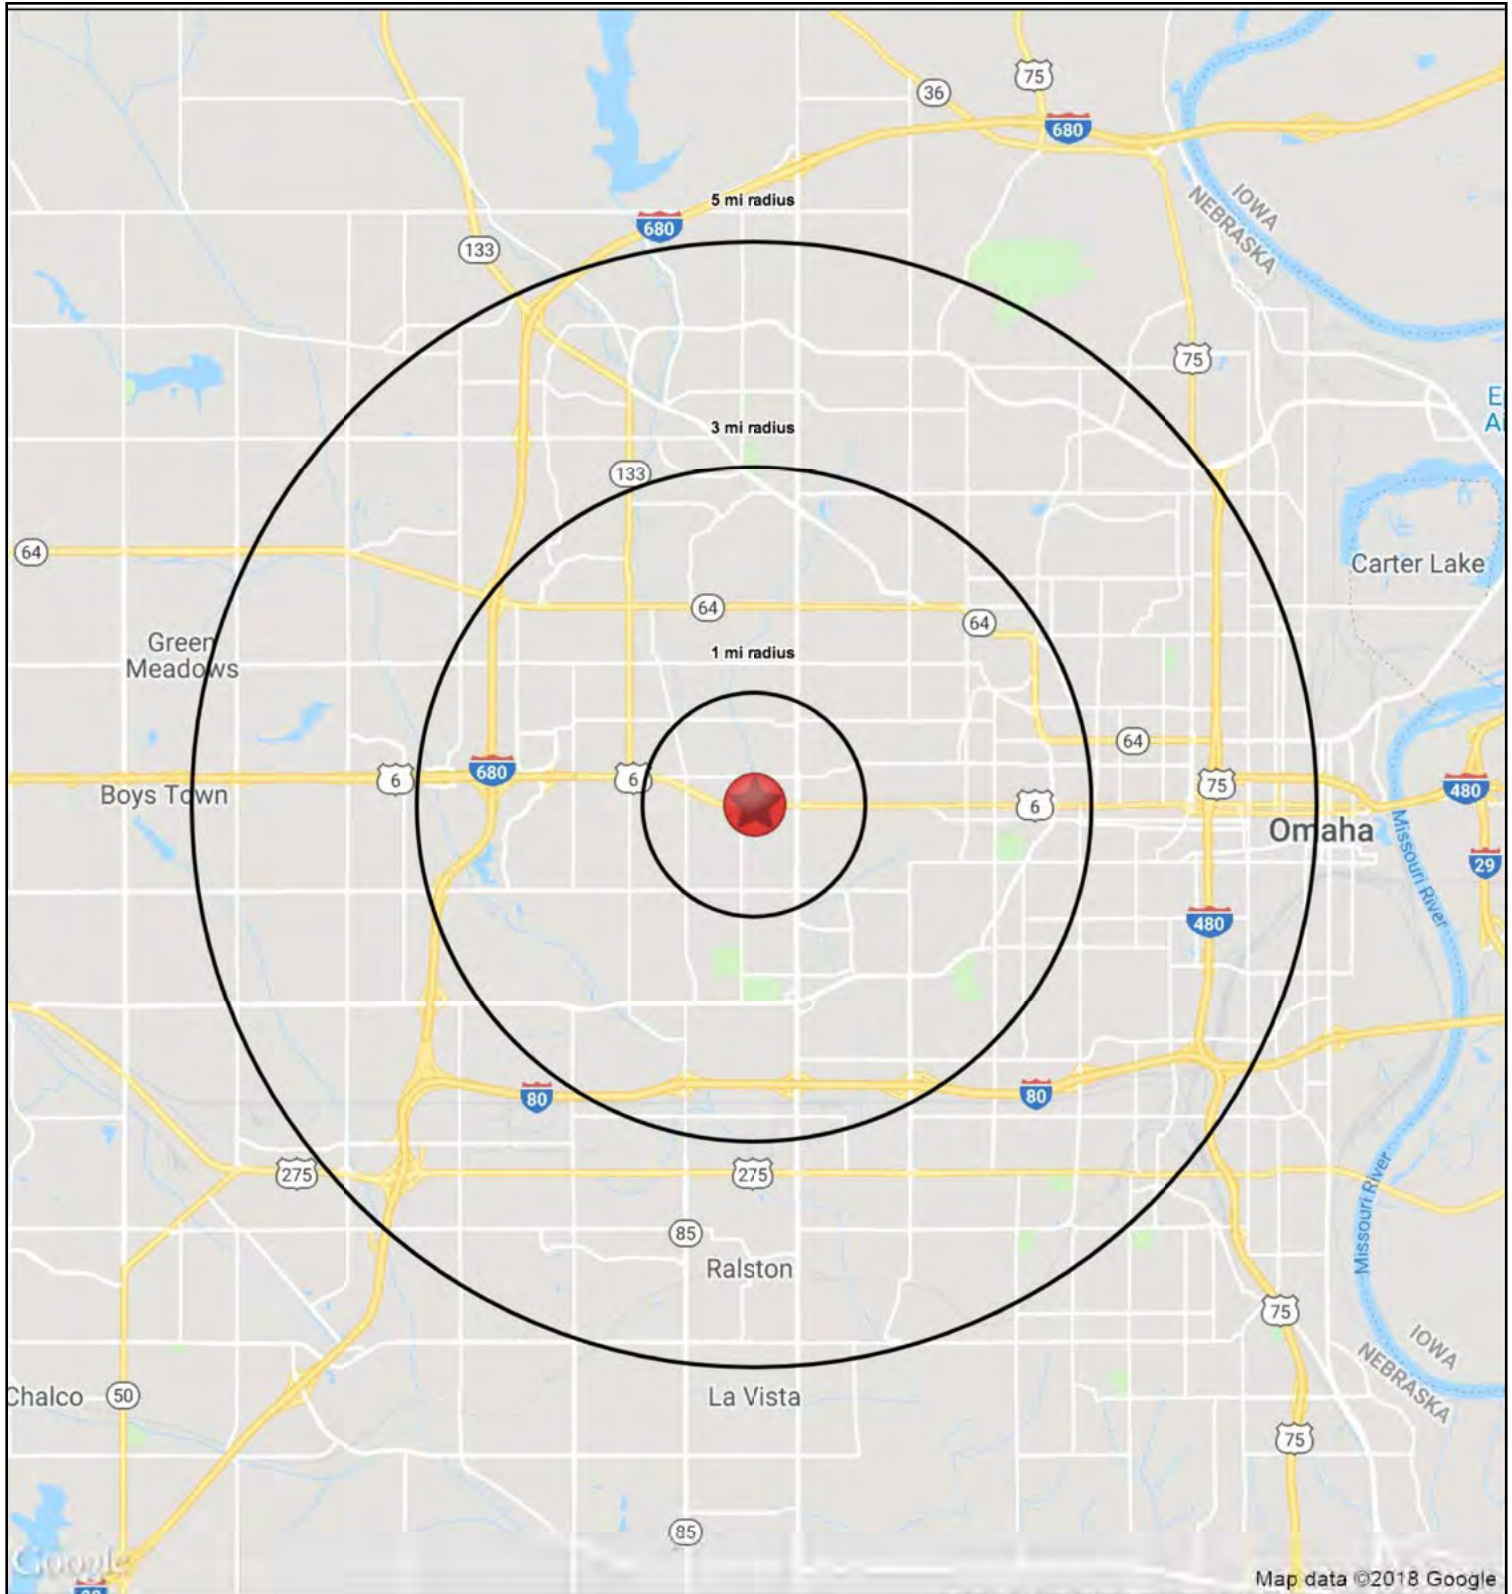 75
36
680
IOWA
NEBRASKA
5 mi radius
680
133
75
E
A
3 mi radius
133
64
Carter Lake
64
64
Green
Meadows
1 mi radius
64
680
6
6
75
480
Boys Town
6
Omaha
Missouri River
29
480
80
80
275
275
Missouri River
85
Ralston
75
IOWA
NEBRASKA
Chalco
50
La Vista
75
85
Google
Map data ©2018 Google